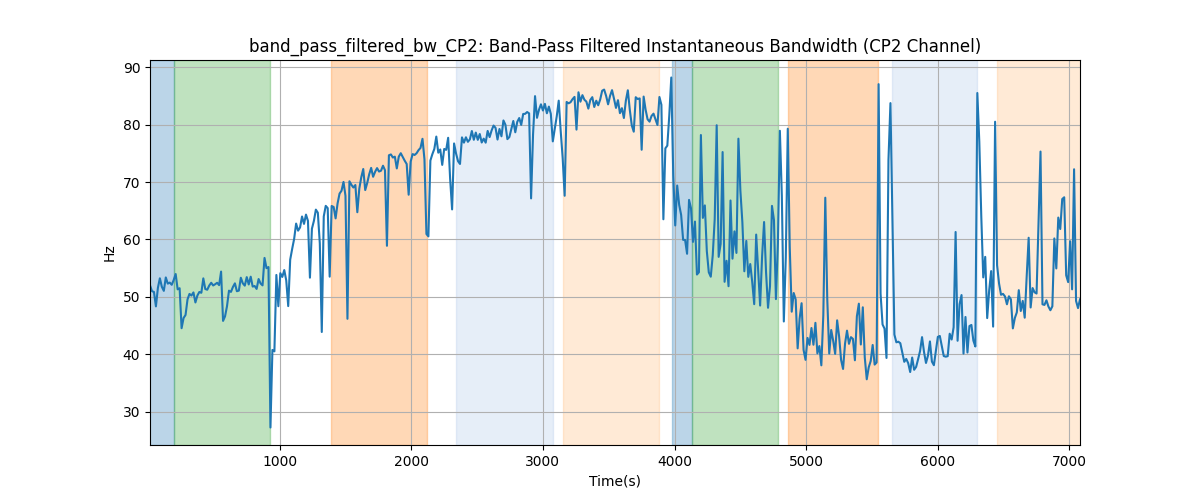 band_pass_filtered_bw_CP2: Band-Pass Filtered Instantaneous Bandwidth (CP2 Channel)
90
80
70
60
50
40
30
Hz
1000 2000 3000 4000 5000 6000 7000
Time(s)